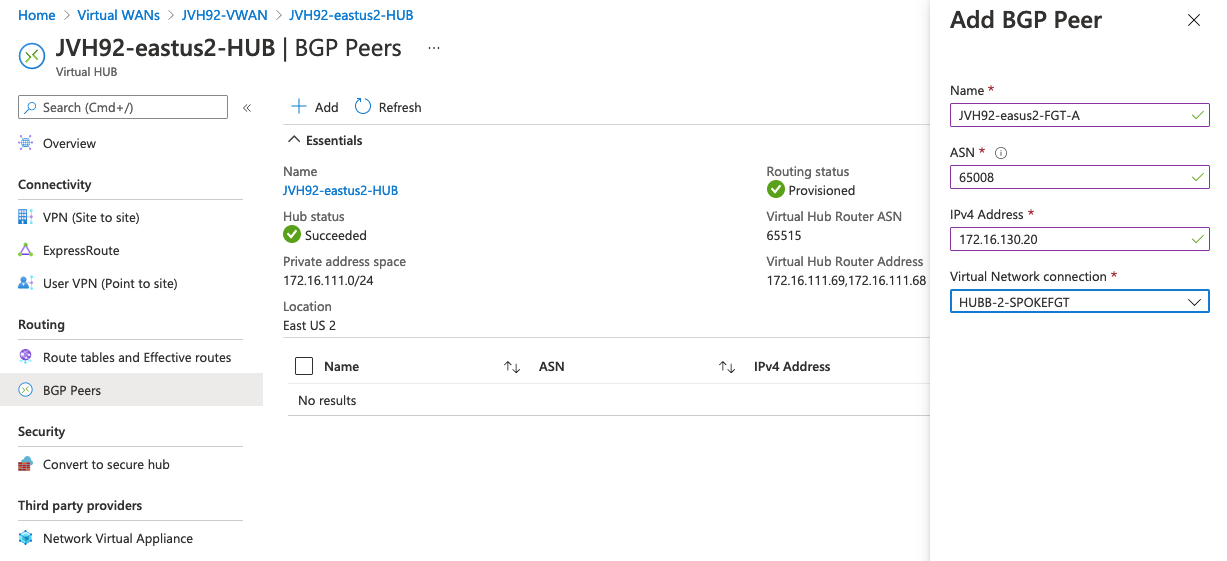 Home > Virtual WANs > JVH92-VWAN > JVH92-eastus2-HUB
JVH92-eastus2-HUB | BGP Peers ...
Virtual HUB
Search (Cmd+/)
«
Overview
Connectivity
VPN (Site to site)
ExpressRoute
User VPN (Point to site)
Routing
Route tables and Effective routes
BGP Peers
Security
Convert to secure hub
Third party providers
Network Virtual Appliance
Add Refresh
Essentials
Name
JVH92-eastus2-HUB
Hub status
Succeeded
Private address space
172.16.111.0/24
Location
East US 2
Routing status
Provisioned
Virtual Hub Router ASN
65515
Virtual Hub Router Address
172.16.111.69,172.16.111.68
Name ASN IPv4 Address
No results
Add BGP Peer
Name *
JVH92-easus2-FGT-A
ASN *
65008
IPv4 Address *
172.16.130.20
Virtual Network connection *
HUBB-2-SPOKEFGT